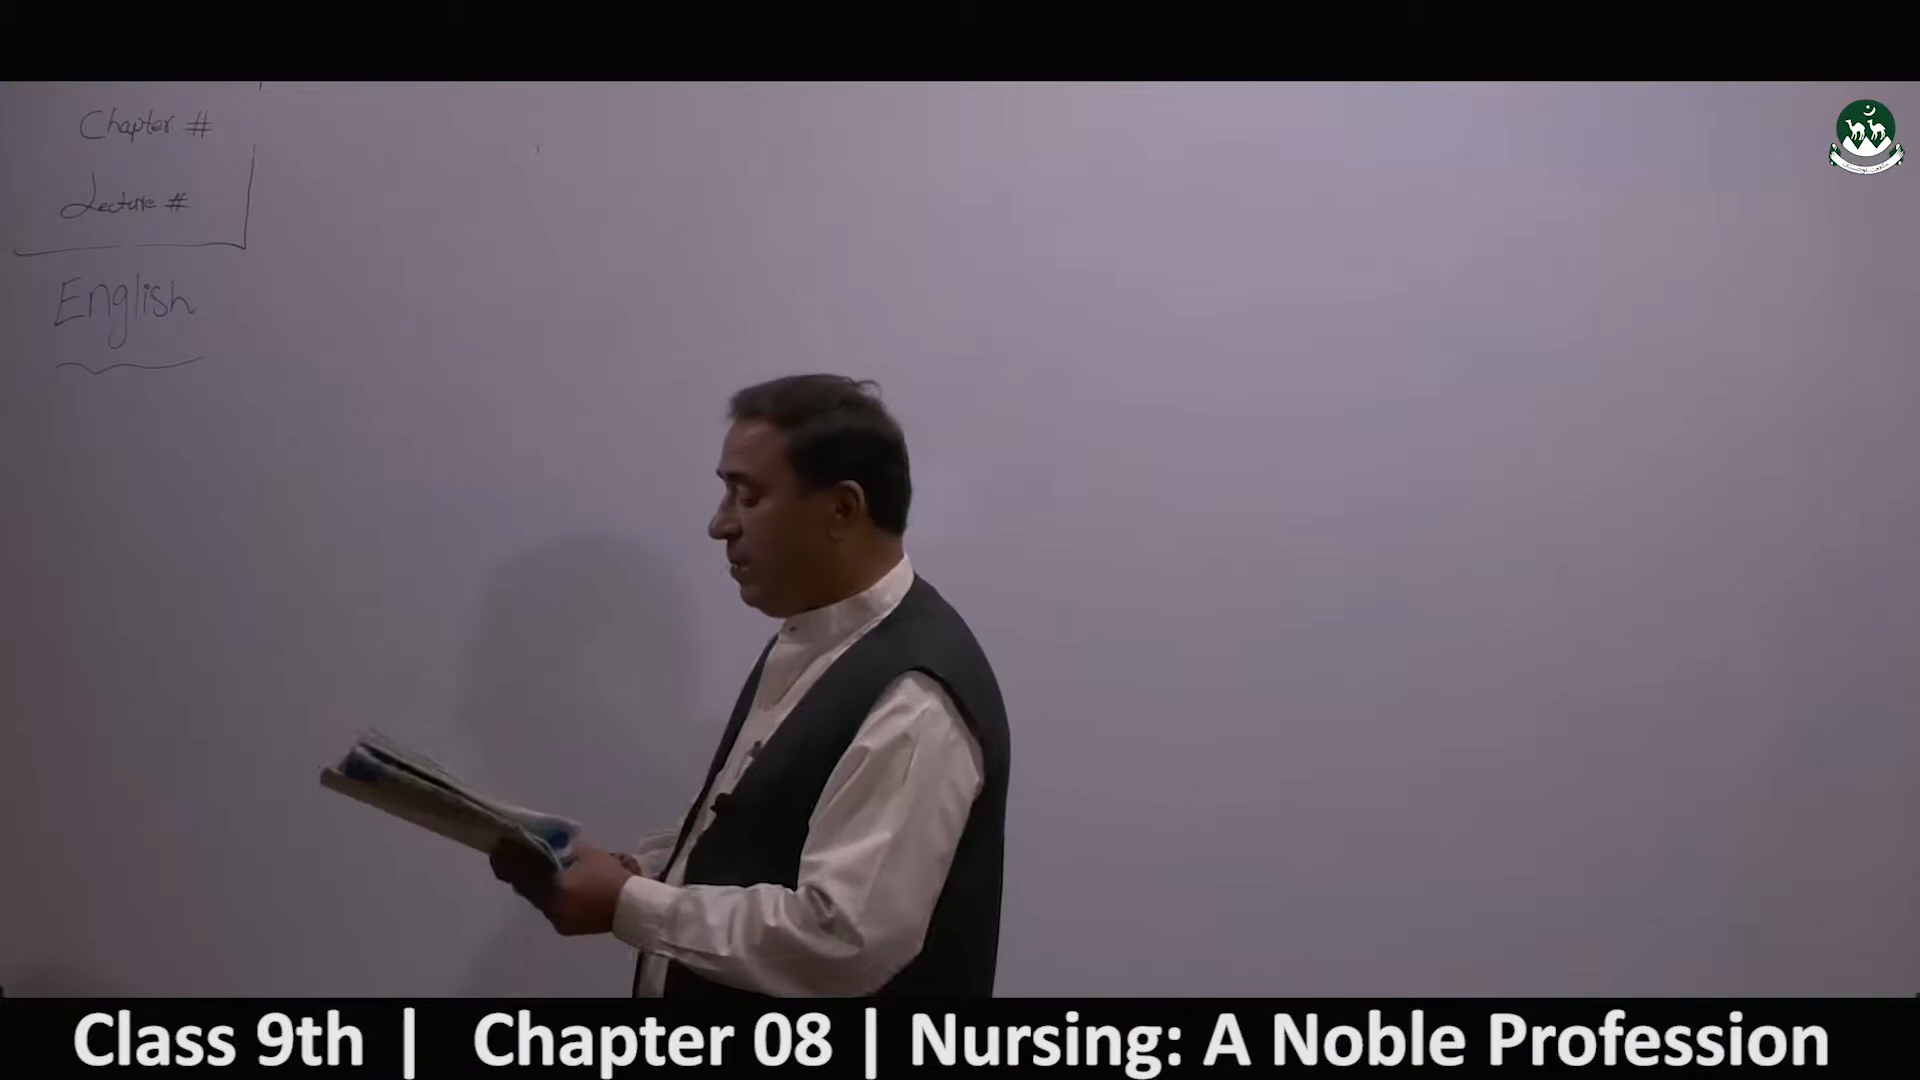 Chapter #
Lecture #
English
Class 9th | Chapter 08 | Nursing: A Noble Profession